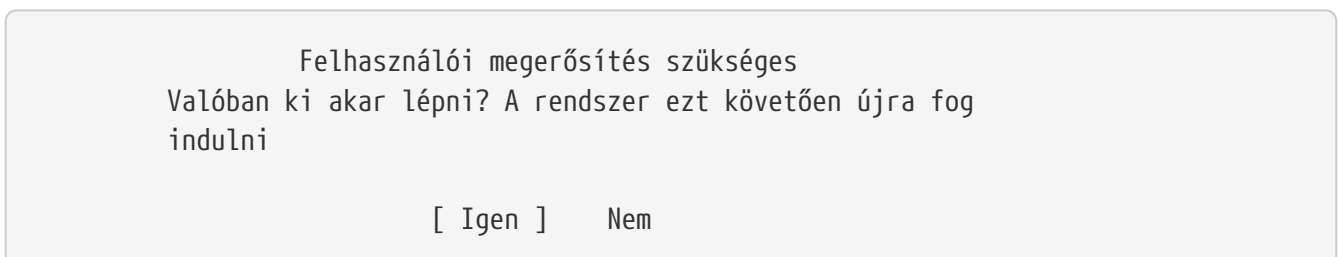 Felhasználói megerősítés szükséges
Valóban ki akar lépni? A rendszer ezt követően újra fog
indulni
[ Igen ] Nem